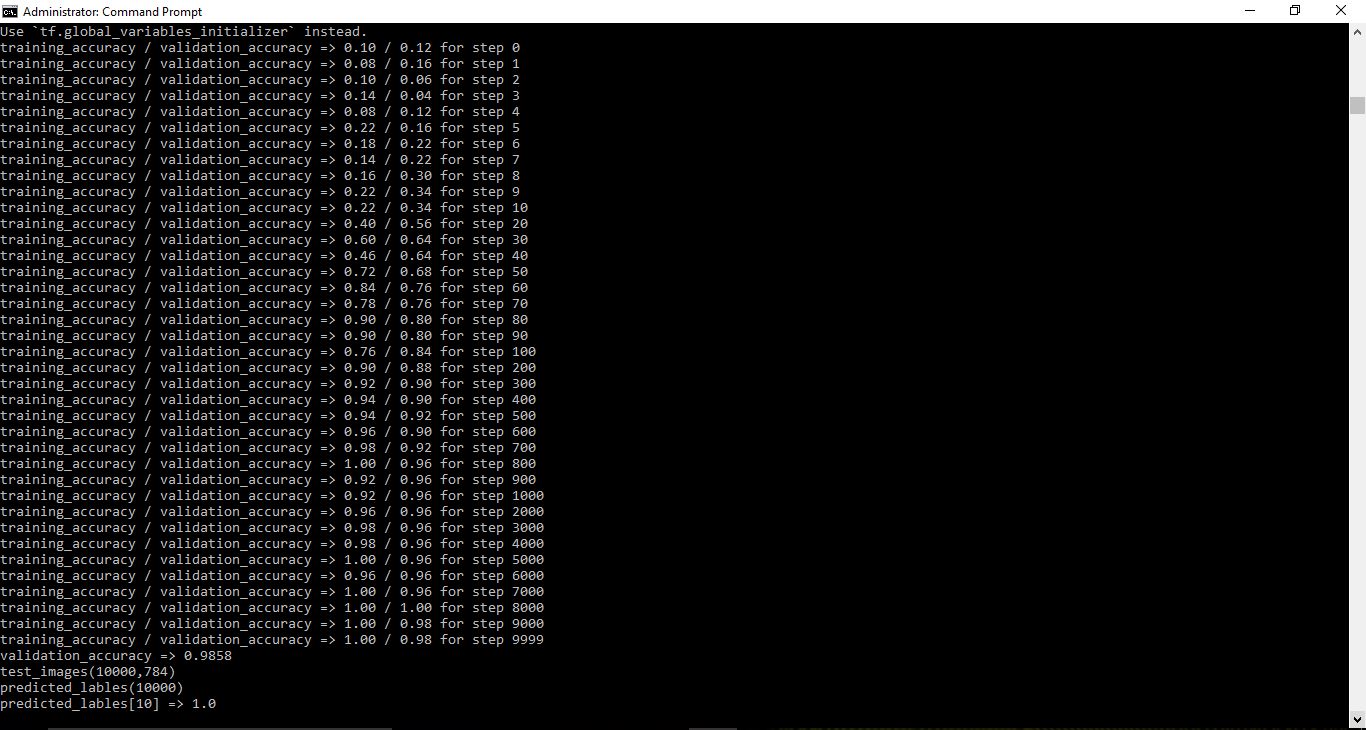 Administrator: Command Prompt
Use `tf.global_variables_initializer` instead.
training_accuracy / validation_accuracy => 0.10 / 0.12 for step 0
training_accuracy / validation_accuracy => 0.08 / 0.16 for step 1
training_accuracy / validation_accuracy => 0.10 / 0.06 for step 2
training_accuracy / validation_accuracy => 0.14 / 0.04 for step 3
training_accuracy / validation_accuracy => 0.08 / 0.12 for step 4
training_accuracy / validation_accuracy => 0.22 / 0.16 for step 5
training_accuracy / validation_accuracy => 0.18 / 0.22 for step 6
training_accuracy / validation_accuracy => 0.14 / 0.22 for step 7
training_accuracy / validation_accuracy => 0.16 / 0.30 for step 8
training_accuracy / validation_accuracy => 0.22 / 0.34 for step 9
training_accuracy / validation_accuracy => 0.22 / 0.34 for step 10
training_accuracy / validation_accuracy => 0.40 / 0.56 for step 20
training_accuracy / validation_accuracy => 0.60 / 0.64 for step 30
training_accuracy / validation_accuracy => 0.46 / 0.64 for step 40
training_accuracy / validation_accuracy => 0.72 / 0.68 for step 50
training_accuracy / validation_accuracy => 0.84 / 0.76 for step 60
training_accuracy / validation_accuracy => 0.78 / 0.76 for step 70
training_accuracy / validation_accuracy => 0.90 / 0.80 for step 80
training_accuracy / validation_accuracy => 0.90 / 0.80 for step 90
training_accuracy / validation_accuracy => 0.76 / 0.84 for step 100
training_accuracy / validation_accuracy => 0.90 / 0.88 for step 200
training_accuracy / validation_accuracy => 0.92 / 0.90 for step 300
training_accuracy / validation_accuracy => 0.94 / 0.90 for step 400
training_accuracy / validation_accuracy => 0.94 / 0.92 for step 500
training_accuracy / validation_accuracy => 0.96 / 0.90 for step 600
training_accuracy / validation_accuracy => 0.98 / 0.92 for step 700
training_accuracy / validation_accuracy => 1.00 / 0.96 for step 800
training_accuracy / validation_accuracy => 0.92 / 0.96 for step 900
training_accuracy / validation_accuracy => 0.92 / 0.96 for step 1000
training_accuracy / validation_accuracy => 0.96 / 0.96 for step 2000
training_accuracy / validation_accuracy => 0.98 / 0.96 for step 3000
training_accuracy / validation_accuracy => 0.98 / 0.96 for step 4000
training_accuracy / validation_accuracy => 1.00 / 0.96 for step 5000
training_accuracy / validation_accuracy => 0.96 / 0.96 for step 6000
training_accuracy / validation_accuracy => 1.00 / 0.96 for step 7000
training_accuracy / validation_accuracy => 1.00 / 1.00 for step 8000
training_accuracy / validation_accuracy => 1.00 / 0.98 for step 9000
training_accuracy / validation_accuracy => 1.00 / 0.98 for step 9999
validation_accuracy => 0.9858
test_images(10000,784)
predicted_lables(10000)
predicted_lables[10] => 1.0